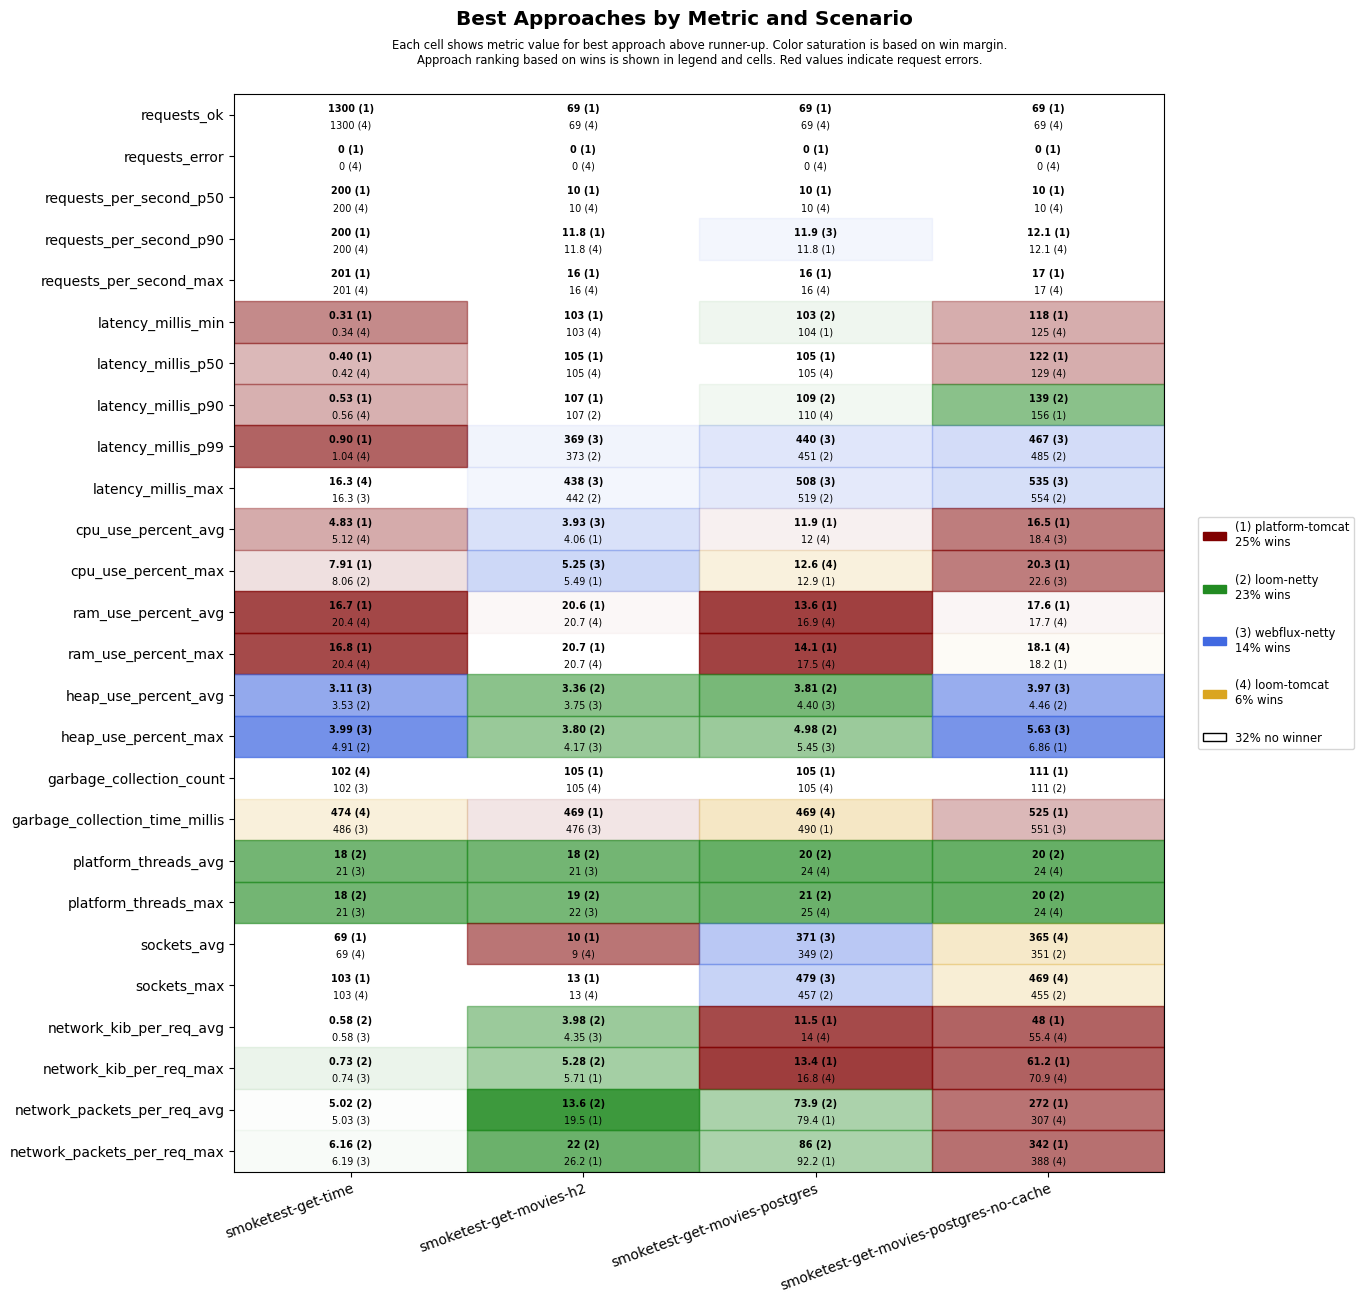 Best Approaches by Metric and Scenario
Each cell shows metric value for best approach above runner-up. Color saturation is based on win margin.
Approach ranking based on wins is shown in legend and cells. Red values indicate request errors.
requests_ok
1300 (1) 69 (1) 69 (1) 69 (1)
1300 (4) 69 (4) 69 (4) 69 (4)
requests_error
0 (1) 0 (1) 0 (1) 0 (1)
0 (4) 0 (4) 0 (4) 0 (4)
requests_per_second_p50
200 (1) 10 (1) 10 (1) 10 (1)
200 (4) 10 (4) 10 (4) 10 (4)
requests_per_second_p90
200 (1) 11.8 (1) 11.9 (3) 12.1 (1)
200 (4) 11.8 (4) 11.8 (1) 12.1 (4)
requests_per_second_max
201 (1) 16 (1) 16 (1) 17 (1)
201 (4) 16 (4) 16 (4) 17 (4)
latency_millis_min
0.31 (1) 103 (1) 103 (2) 118 (1)
0.34 (4) 103 (4) 104 (1) 125 (4)
latency_millis_p50
0.40 (1) 105 (1) 105 (1) 122 (1)
0.42 (4) 105 (4) 105 (4) 129 (4)
latency_millis_p90
0.53 (1) 107 (1) 109 (2) 139 (2)
0.56 (4) 107 (2) 110 (4) 156 (1)
latency_millis_p99
0.90 (1) 369 (3) 440 (3) 467 (3)
1.04 (4) 373 (2) 451 (2) 485 (2)
latency_millis_max
16.3 (4) 438 (3) 508 (3) 535 (3)
16.3 (3) 442 (2) 519 (2) 554 (2)
cpu_use_percent_avg
4.83 (1) 3.93 (3) 11.9 (1) 16.5 (1)
5.12 (4) 4.06 (1) 12 (4) 18.4 (3)
cpu_use_percent_max
7.91 (1) 5.25 (3) 12.6 (4) 20.3 (1)
8.06 (2) 5.49 (1) 12.9 (1) 22.6 (3)
ram_use_percent_avg
16.7 (1) 20.6 (1) 13.6 (1) 17.6 (1)
20.4 (4) 20.7 (4) 16.9 (4) 17.7 (4)
ram_use_percent_max
16.8 (1) 20.7 (1) 14.1 (1) 18.1 (4)
20.4 (4) 20.7 (4) 17.5 (4) 18.2 (1)
heap_use_percent_avg
3.11 (3) 3.36 (2) 3.81 (2) 3.97 (3)
3.53 (2) 3.75 (3) 4.40 (3) 4.46 (2)
heap_use_percent_max
3.99 (3) 3.80 (2) 4.98 (2) 5.63 (3)
4.91 (2) 4.17 (3) 5.45 (3) 6.86 (1)
garbage_collection_count
102 (4) 105 (1) 105 (1) 111 (1)
102 (3) 105 (4) 105 (4) 111 (2)
garbage_collection_time_millis
474 (4) 469 (1) 469 (4) 525 (1)
486 (3) 476 (3) 490 (1) 551 (3)
platform_threads_avg
18 (2) 18 (2) 20 (2) 20 (2)
21 (3) 21 (3) 24 (4) 24 (4)
platform_threads_max
18 (2) 19 (2) 21 (2) 20 (2)
21 (3) 22 (3) 25 (4) 24 (4)
sockets_avg
69 (1) 10 (1) 371 (3) 365 (4)
69 (4) 9 (4) 349 (2) 351 (2)
sockets_max
103 (1) 13 (1) 479 (3) 469 (4)
103 (4) 13 (4) 457 (2) 455 (2)
network_kib_per_req_avg
0.58 (2) 3.98 (2) 11.5 (1) 48 (1)
0.58 (3) 4.35 (3) 14 (4) 55.4 (4)
network_kib_per_req_max
0.73 (2) 5.28 (2) 13.4 (1) 61.2 (1)
0.74 (3) 5.71 (1) 16.8 (4) 70.9 (4)
network_packets_per_req_avg
5.02 (2) 13.6 (2) 73.9 (2) 272 (1)
5.03 (3) 19.5 (1) 79.4 (1) 307 (4)
network_packets_per_req_max
6.16 (2) 22 (2) 86 (2) 342 (1)
6.19 (3) 26.2 (1) 92.2 (1) 388 (4)
smoketest-get-time
smoketest-get-movies-h2
smoketest-get-movies-postgres
smoketest-get-movies-postgres-no-cache
(1) platform-tomcat
25% wins
(2) loom-netty
23% wins
(3) webflux-netty
14% wins
(4) loom-tomcat
6% wins
32% no winner